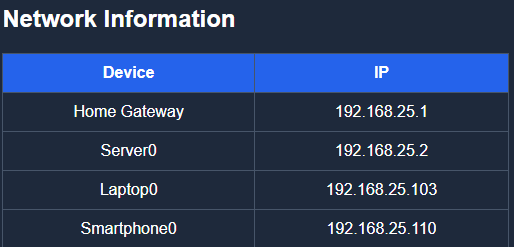 Network Information
Device IP
Home Gateway 192.168.25.1
Server0 192.168.25.2
Laptop0 192.168.25.103
Smartphone0 192.168.25.110